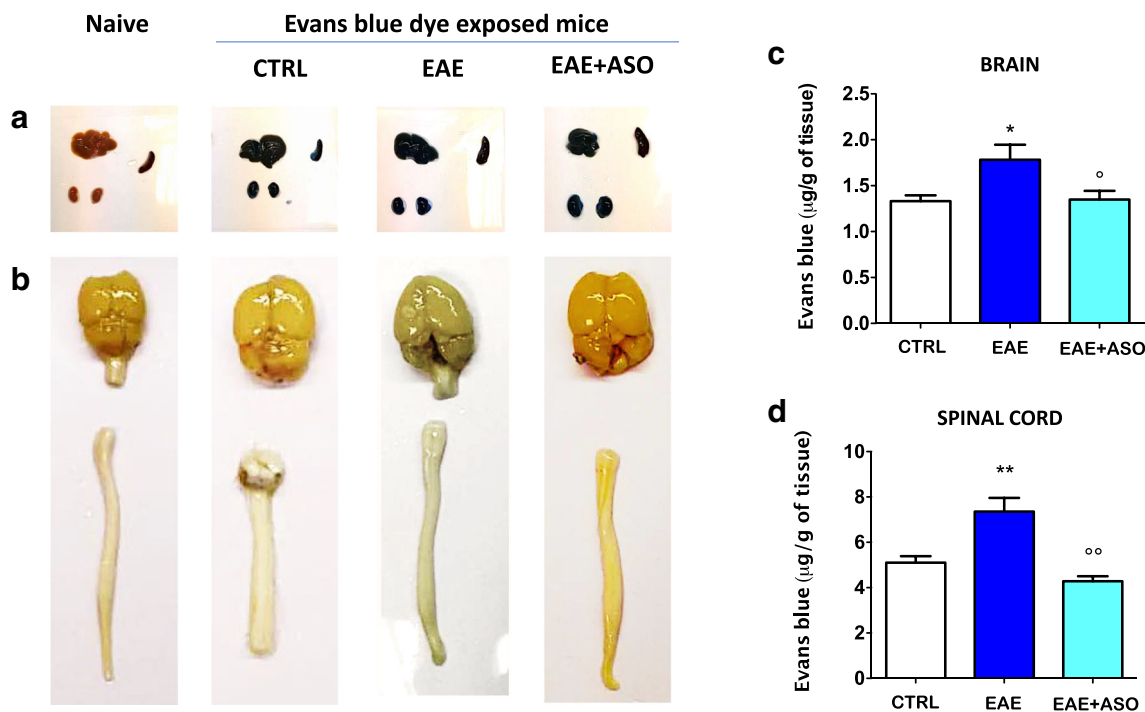 Naive
Evans blue dye exposed mice
CTRL
EAE
EAE+ASO
a
b
c
BRAIN
Evans blue (µg/g of tissue)
2.5
2.0
1.5
1.0
0.5
0.0
*
°
CTRL
EAE
EAE+ASO
d
SPINAL CORD
Evans blue (µg/g of tissue)
10
8
6
4
2
0
**
°°
CTRL
EAE
EAE+ASO